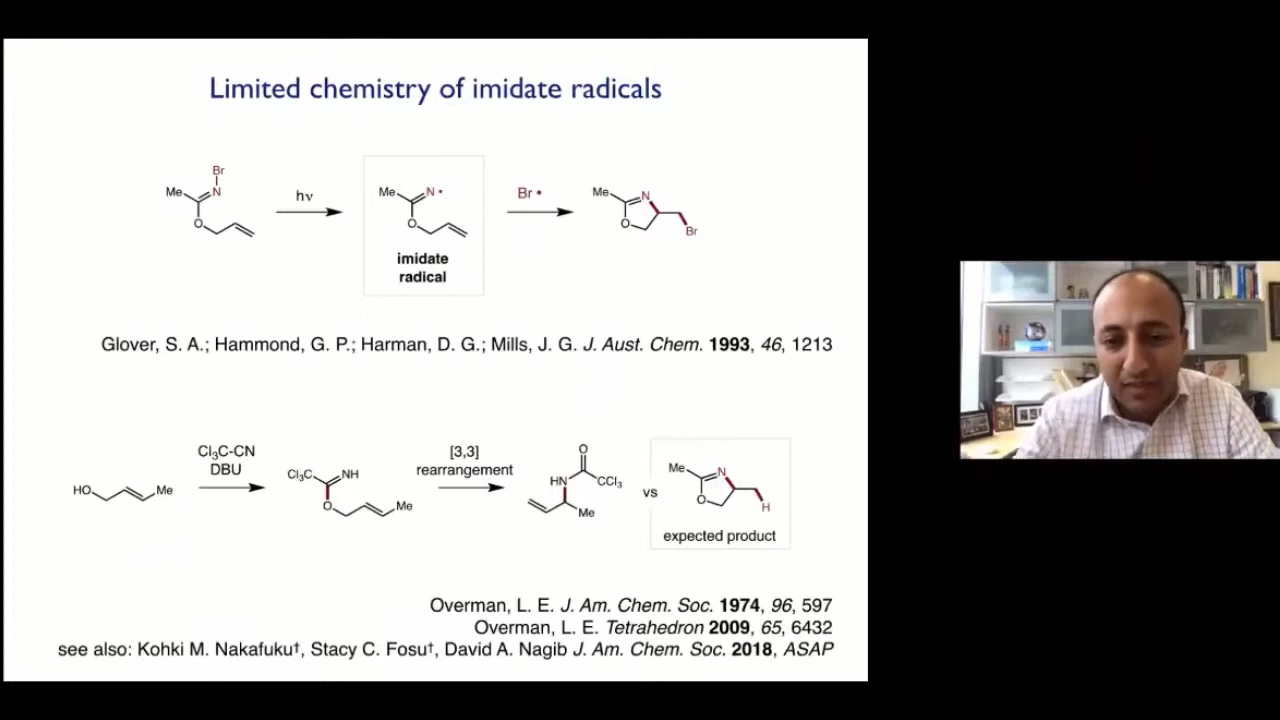 Limited chemistry of imidate radicals
Br
Me
N
O
hν
Me
N •
O
imidate
radical
Br •
Me
N
O
Br
Glover, S. A.; Hammond, G. P.; Harman, D. G.; Mills, J. G. J. Aust. Chem. 1993, 46, 1213
HO
Me
Cl3C-CN
DBU
Cl3C
NH
O
Me
[3,3]
rearrangement
O
HN
CCl3
Me
vs
Me
N
O
H
expected product
Overman, L. E. J. Am. Chem. Soc. 1974, 96, 597
Overman, L. E. Tetrahedron 2009, 65, 6432
see also: Kohki M. Nakafuku†, Stacy C. Fosu†, David A. Nagib J. Am. Chem. Soc. 2018, ASAP